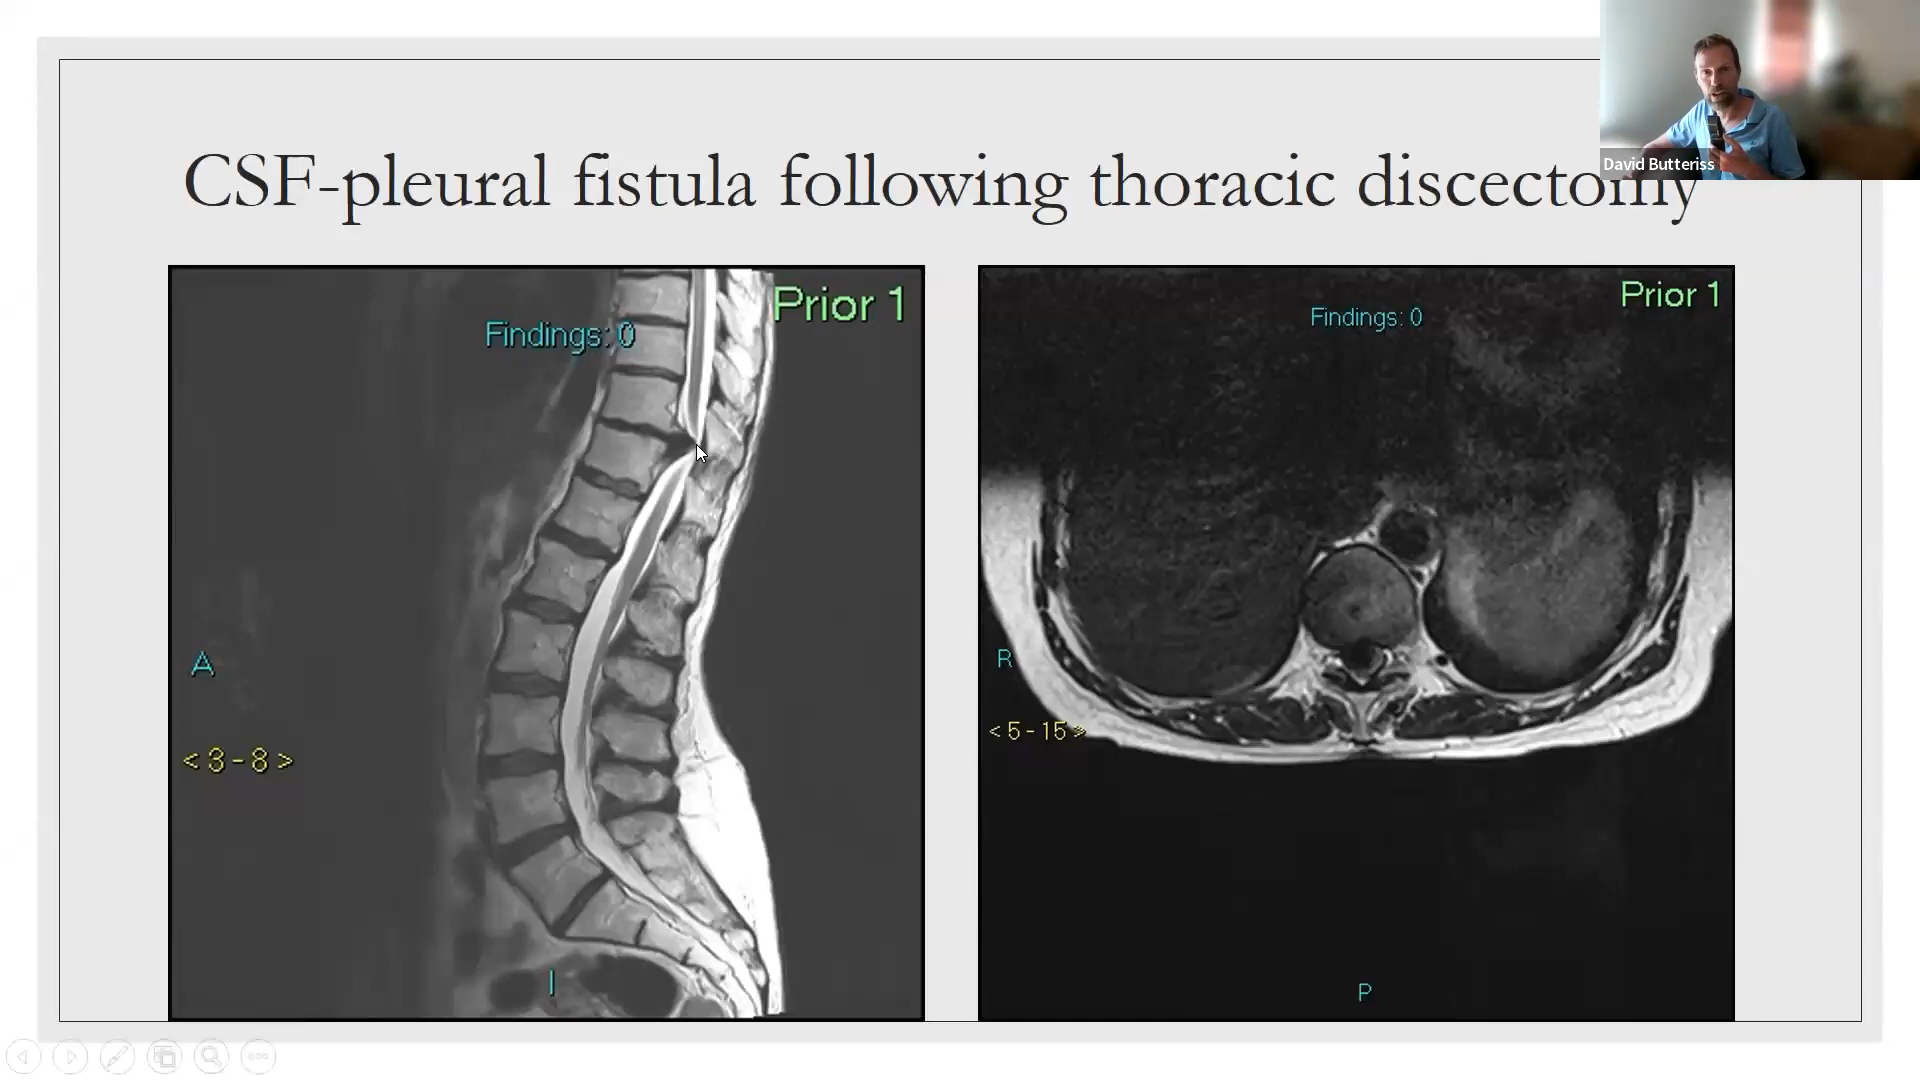 David Butteriss
CSF-pleural fistula following thoracic discectomy
Prior 1
Findings: 0
A
< 3 - 8 >
I
Prior 1
Findings: 0
R
< 5 - 15 >
P